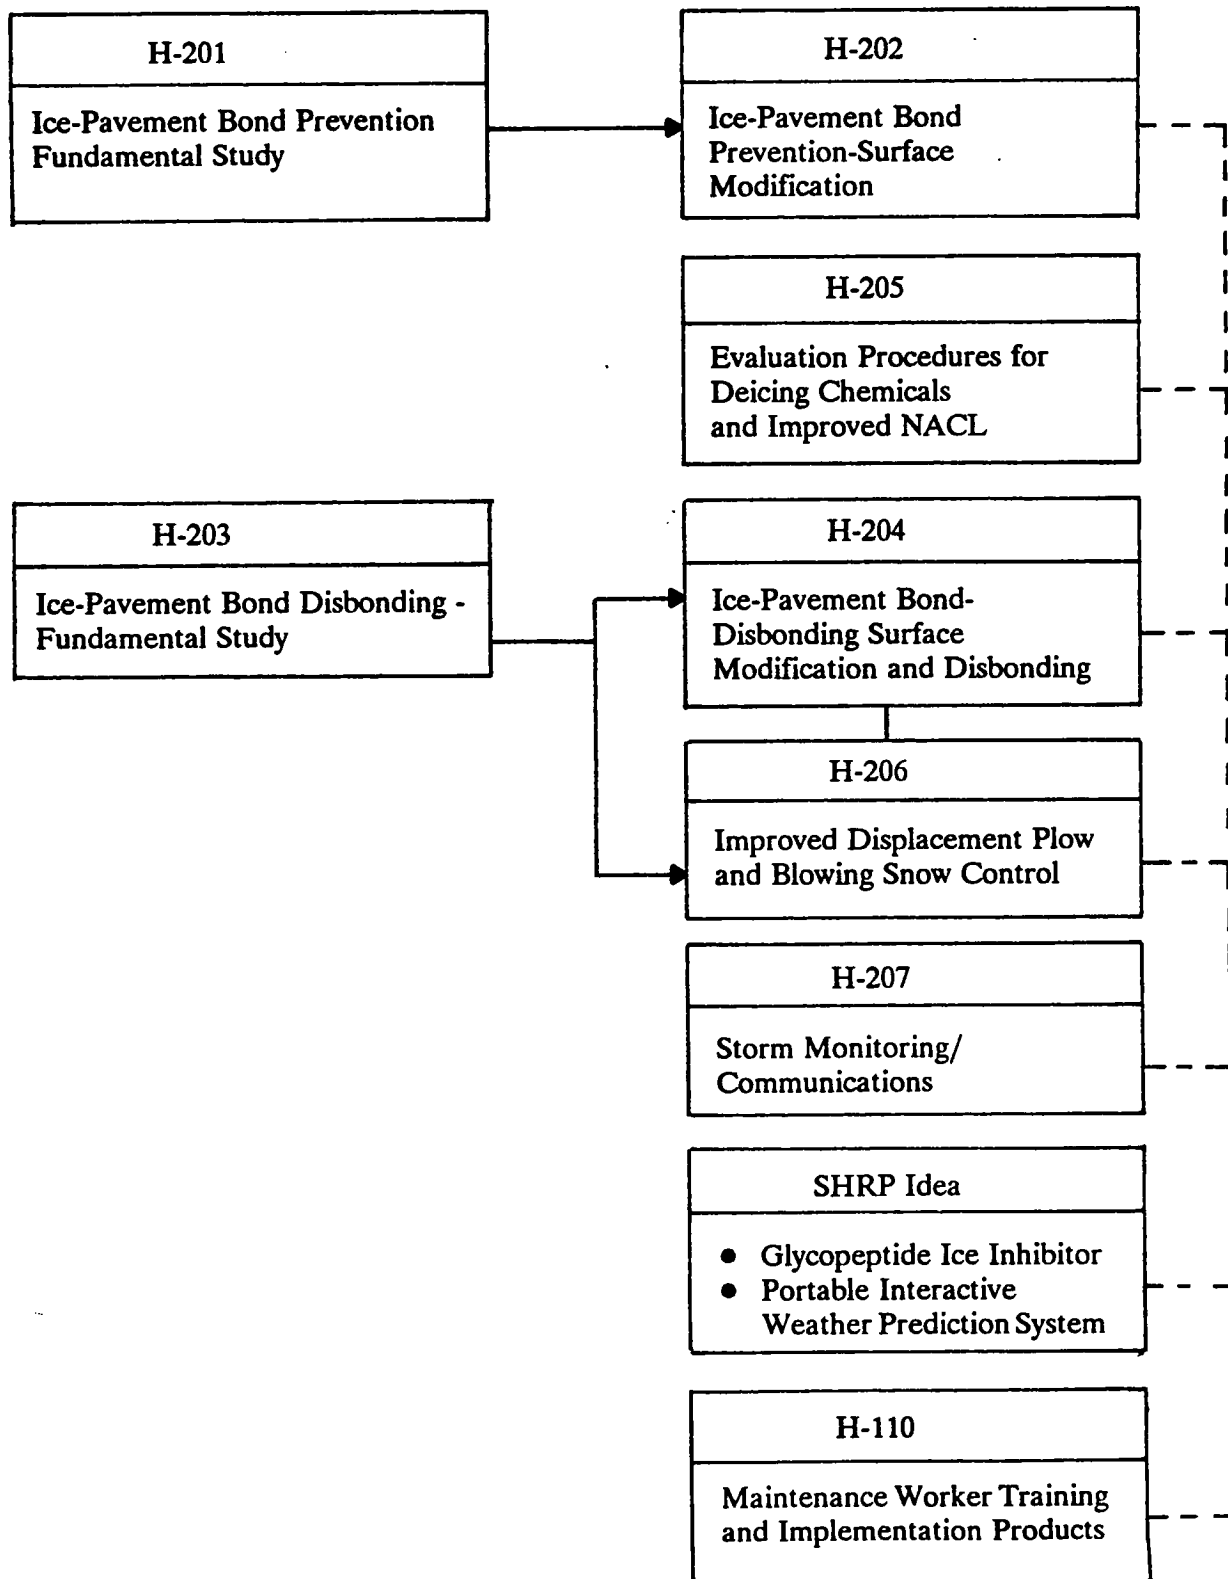 H-201
Ice-Pavement Bond Prevention
Fundamental Study
H-202
Ice-Pavement Bond
Prevention-Surface
Modification
H-205
Evaluation Procedures for
Deicing Chemicals
and Improved NACL
H-203
Ice-Pavement Bond Disbonding -
Fundamental Study
H-204
Ice-Pavement Bond-
Disbonding Surface
Modification and Disbonding
H-206
Improved Displacement Plow
and Blowing Snow Control
H-207
Storm Monitoring/
Communications
SHRP Idea
● Glycopeptide Ice Inhibitor
● Portable Interactive
Weather Prediction System
H-110
Maintenance Worker Training
and Implementation Products